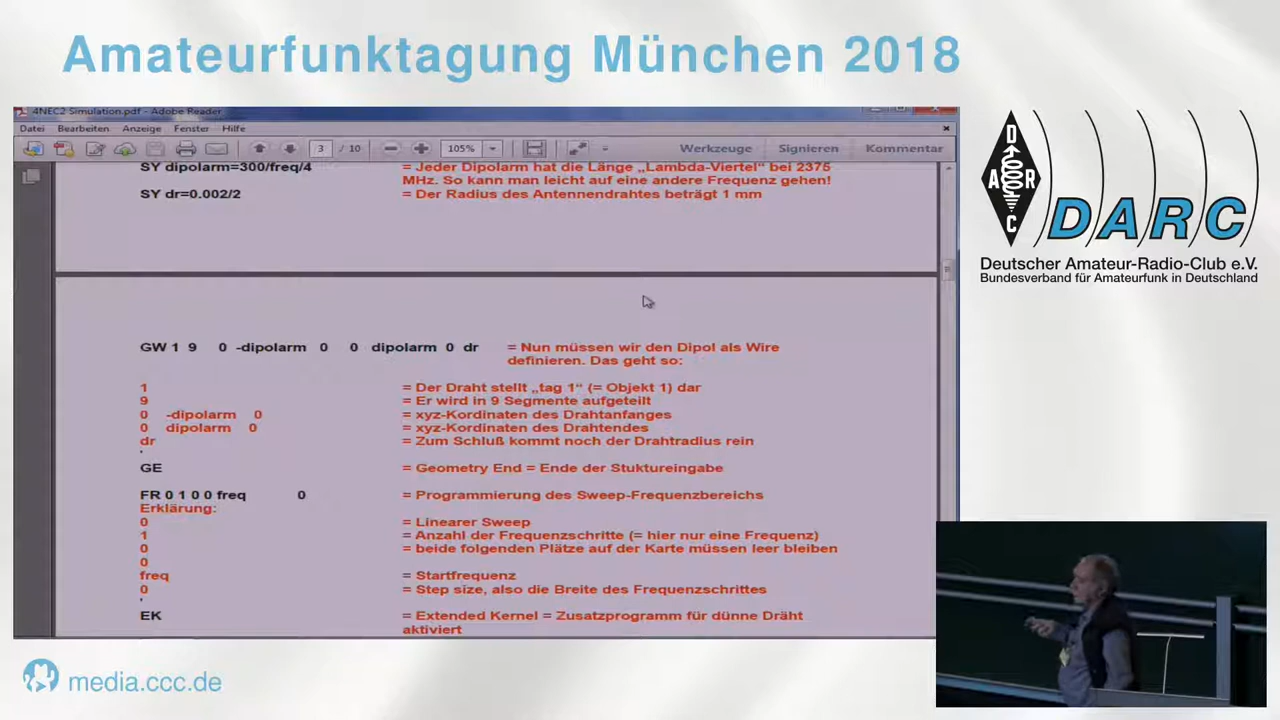 Amateurfunktagung München 2018
4NEC2 Simulation.pdf - Adobe Reader
Datei Bearbeiten Anzeige Fenster Hilfe
3 / 10 105% Werkzeuge Signieren Kommentar
SY dipolarm=300/freq/4 = Jeder Dipolarm hat die Länge „Lambda-Viertel“ bei 2375
MHz. So kann man leicht auf eine andere Frequenz gehen!
SY dr=0.002/2 = Der Radius des Antennendrahtes beträgt 1 mm
GW 1 9 0 -dipolarm 0 0 dipolarm 0 dr = Nun müssen wir den Dipol als Wire
definieren. Das geht so:
1 = Der Draht stellt „tag 1“ (= Objekt 1) dar
9 = Er wird in 9 Segmente aufgeteilt
0 -dipolarm 0 = xyz-Kordinaten des Drahtanfanges
0 dipolarm 0 = xyz-Kordinaten des Drahtendes
dr = Zum Schluß kommt noch der Drahtradius rein
'
GE = Geometry End = Ende der Stuktureingabe
FR 0 1 0 0 freq 0 = Programmierung des Sweep-Frequenzbereichs
Erklärung:
0 = Linearer Sweep
1 = Anzahl der Frequenzschritte (= hier nur eine Frequenz)
0 = beide folgenden Plätze auf der Karte müssen leer bleiben
0
freq = Startfrequenz
0 = Step size, also die Breite des Frequenzschrittes
'
EK = Extended Kernel = Zusatzprogramm für dünne Dräht
aktiviert
D
A R
C
DARC
Deutscher Amateur-Radio-Club e.V.
Bundesverband für Amateurfunk in Deutschland
media.ccc.de